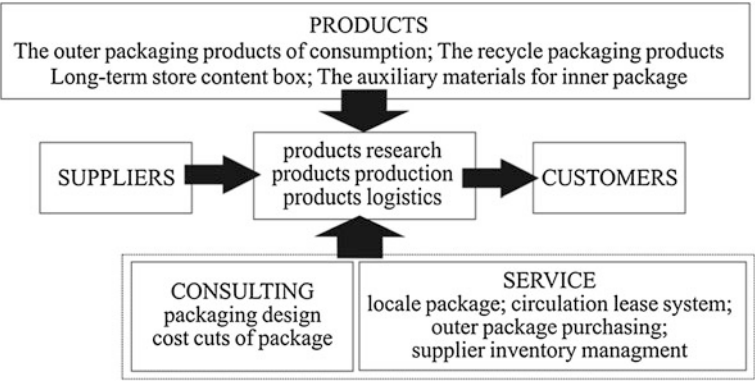 PRODUCTS
The outer packaging products of consumption; The recycle packaging products
Long-term store content box; The auxiliary materials for inner package
SUPPLIERS
products research
products production
products logistics
CUSTOMERS
CONSULTING
packaging design
cost cuts of package
SERVICE
locale package; circulation lease system;
outer package purchasing;
supplier inventory managment